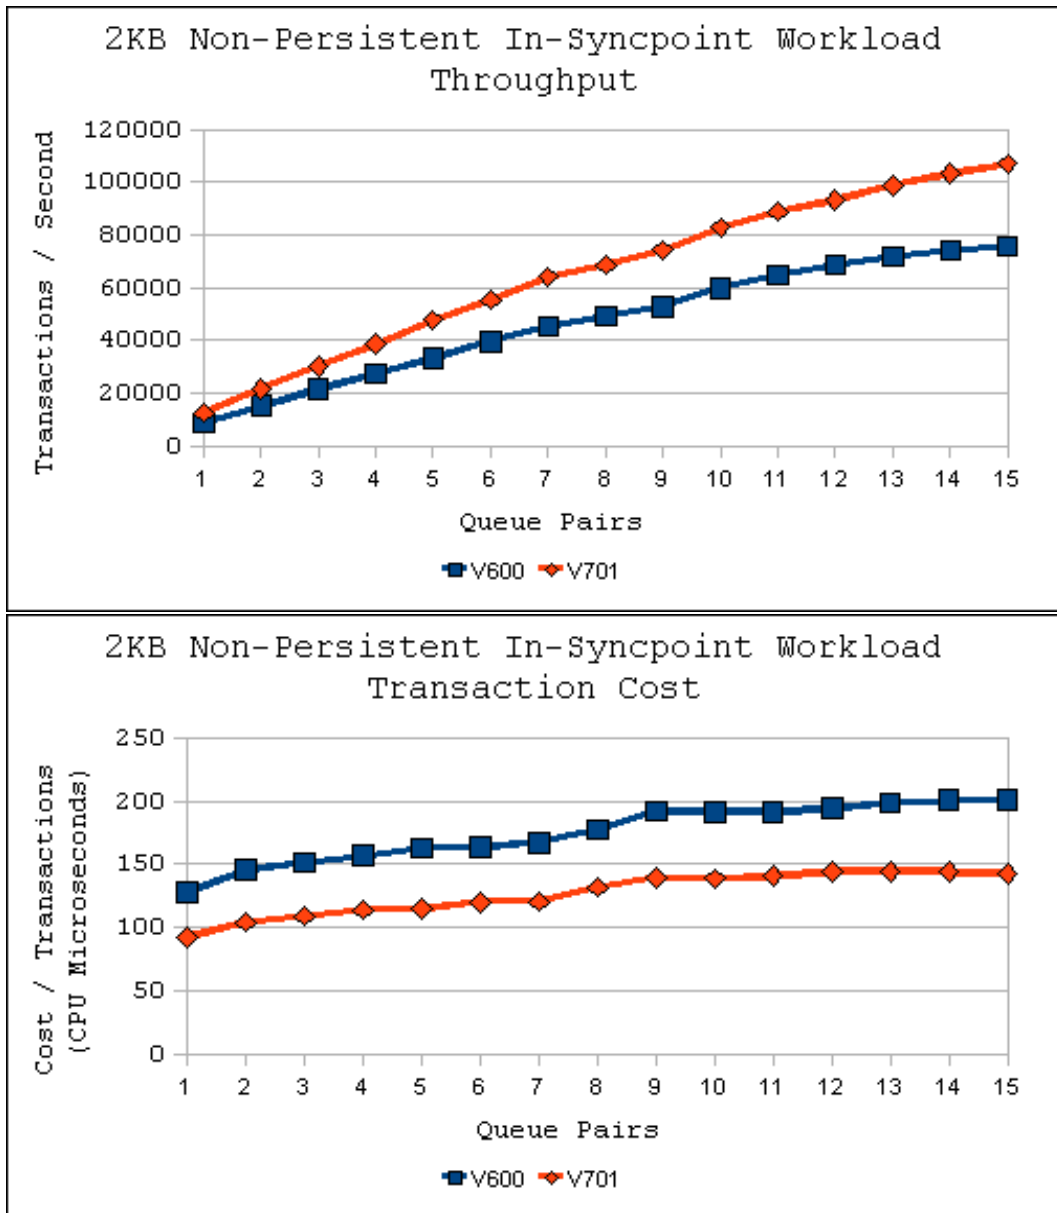 2KB Non-Persistent In-Syncpoint Workload
Throughput
Transactions / Second
120000
100000
80000
60000
40000
20000
0
1 2 3 4 5 6 7 8 9 10 11 12 13 14 15
Queue Pairs
V600 V701
2KB Non-Persistent In-Syncpoint Workload
Transaction Cost
Cost / Transactions
(CPU Microseconds)
250
200
150
100
50
0
1 2 3 4 5 6 7 8 9 10 11 12 13 14 15
Queue Pairs
V600 V701